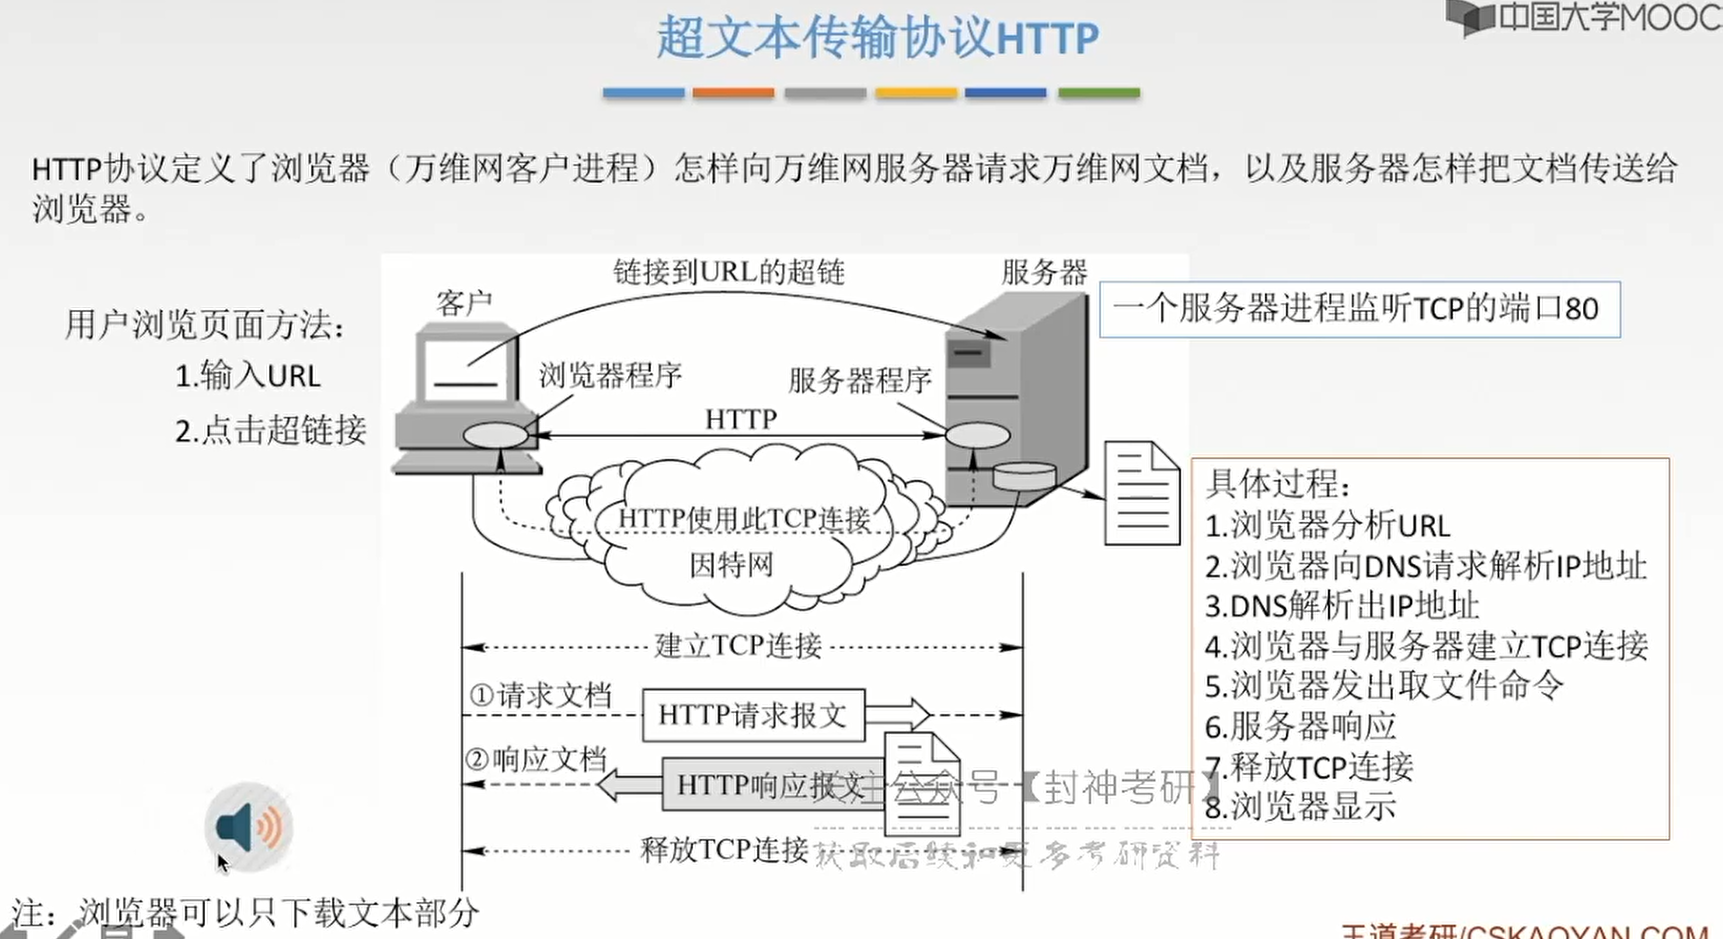 中国大学MOOC
超文本传输协议HTTP
HTTP协议定义了浏览器（万维网客户进程）怎样向万维网服务器请求万维网文档，以及服务器怎样把文档传送给
浏览器。
用户浏览页面方法：
1.输入URL
2.点击超链接
链接到URL的超链
客户
服务器
一个服务器进程监听TCP的端口80
浏览器程序
服务器程序
HTTP
HTTP使用此TCP连接
因特网
建立TCP连接
①请求文档
HTTP请求报文
②响应文档
HTTP响应报文
释放TCP连接
具体过程：
1.浏览器分析URL
2.浏览器向DNS请求解析IP地址
3.DNS解析出IP地址
4.浏览器与服务器建立TCP连接
5.浏览器发出取文件命令
6.服务器响应
7.释放TCP连接
8.浏览器显示
关注公众号【封神考研】
获取后续和更多考研资料
注：浏览器可以只下载文本部分
王道考研/CSKAOYAN.COM